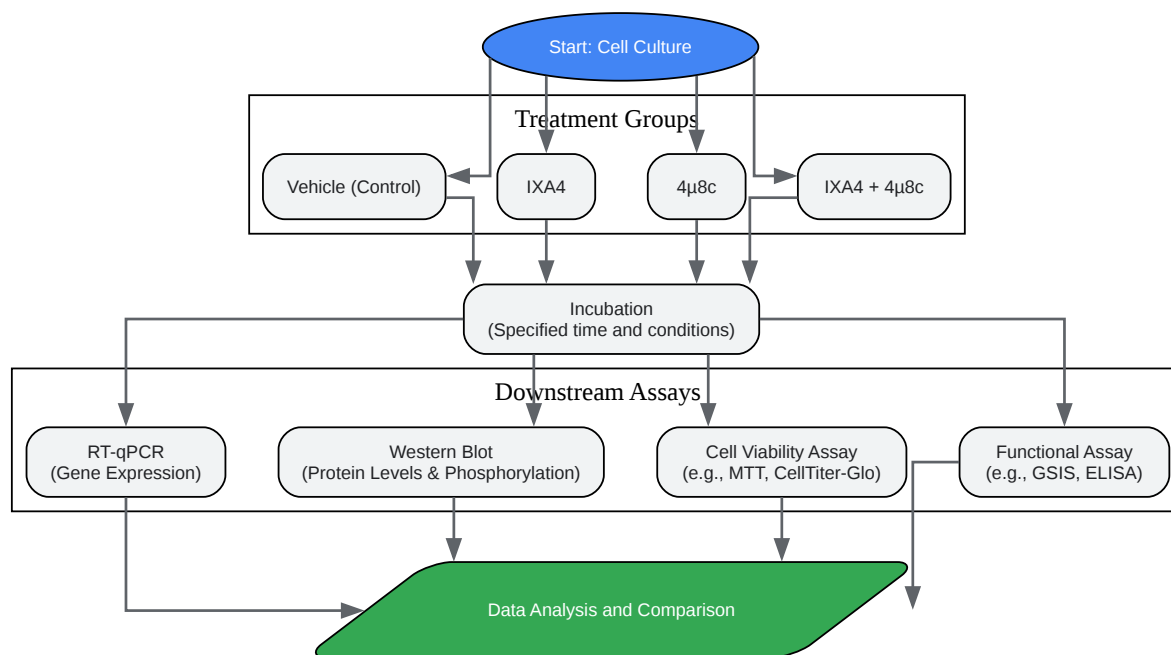 Start: Cell Culture
Treatment Groups
Vehicle (Control)
IXA4
4µ8c
IXA4 + 4µ8c
Incubation
(Specified time and conditions)
Downstream Assays
RT-qPCR
(Gene Expression)
Western Blot
(Protein Levels & Phosphorylation)
Cell Viability Assay
(e.g., MTT, CellTiter-Glo)
Functional Assay
(e.g., GSIS, ELISA)
Data Analysis and Comparison